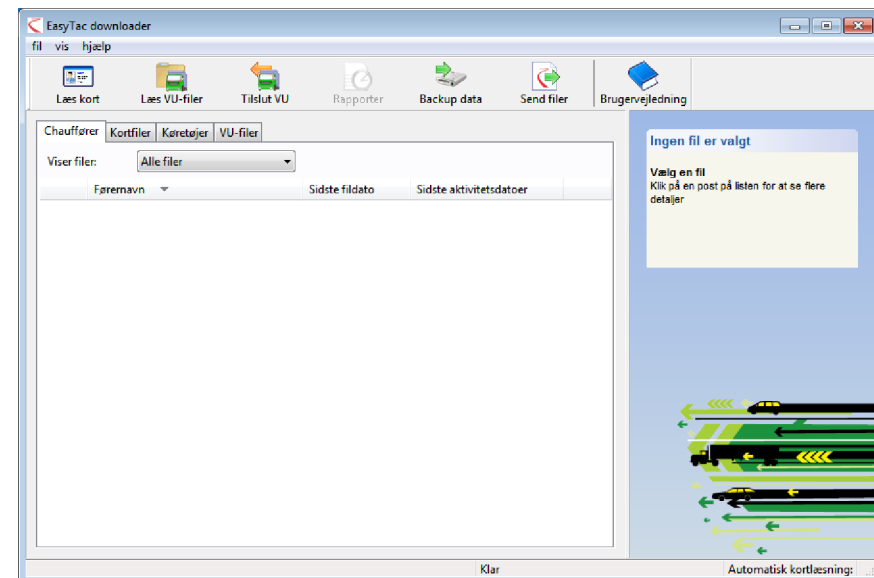 EasyTac downloader
fil vis hjælp
Læs kort Læs VU-filer Tilslut VU Rapporter Backup data Send filer Brugervejledning
Chauffører Kortfiler Køretøjer VU-filer
Viser filer: Alle filer
Førernavn Sidste fildato Sidste aktivitetsdatoer
Ingen fil er valgt
Vælg en fil
Klik på en post på listen for at se flere
detaljer
Klar Automatisk kortlæsning: